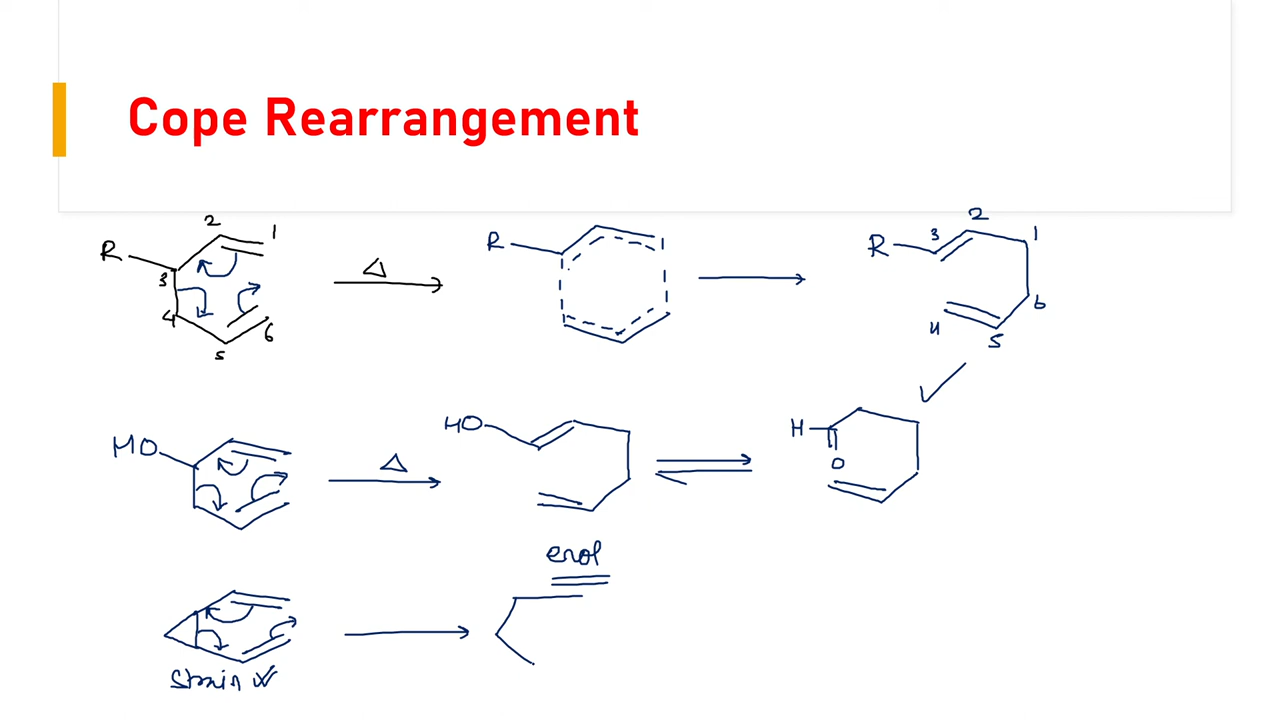 Cope Rearrangement
R 3 2 1 4 5 6
Δ
R
R 3 2 1 6 5 4
HO
Δ
HO
enol
H O
strain